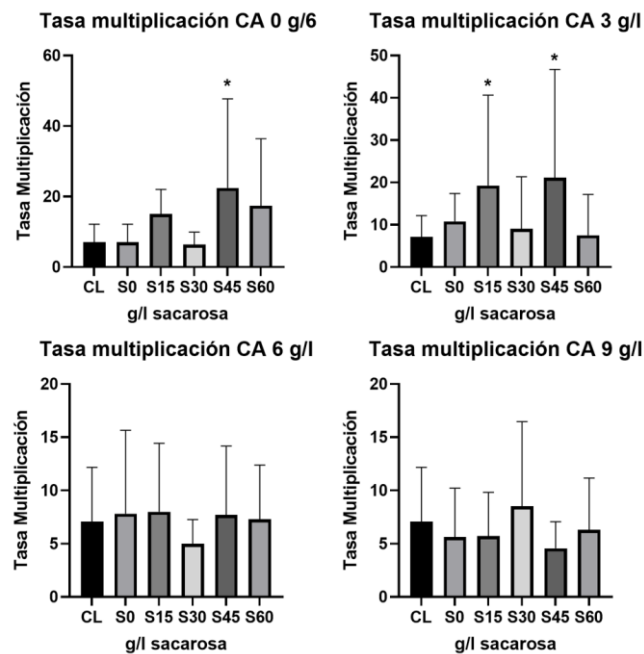 Tasa multiplicación CA 0 g/6
Tasa Multiplicación
60
40
20
0
*
CL S0 S15 S30 S45 S60
g/l sacarosa
Tasa multiplicación CA 3 g/l
Tasa Multiplicación
50
40
30
20
10
0
* *
CL S0 S15 S30 S45 S60
g/l sacarosa
Tasa multiplicación CA 6 g/l
Tasa Multiplicación
20
15
10
5
0
CL S0 S15 S30 S45 S60
g/l sacarosa
Tasa multiplicación CA 9 g/l
Tasa Multiplicación
20
15
10
5
0
CL S0 S15 S30 S45 S60
g/l sacarosa